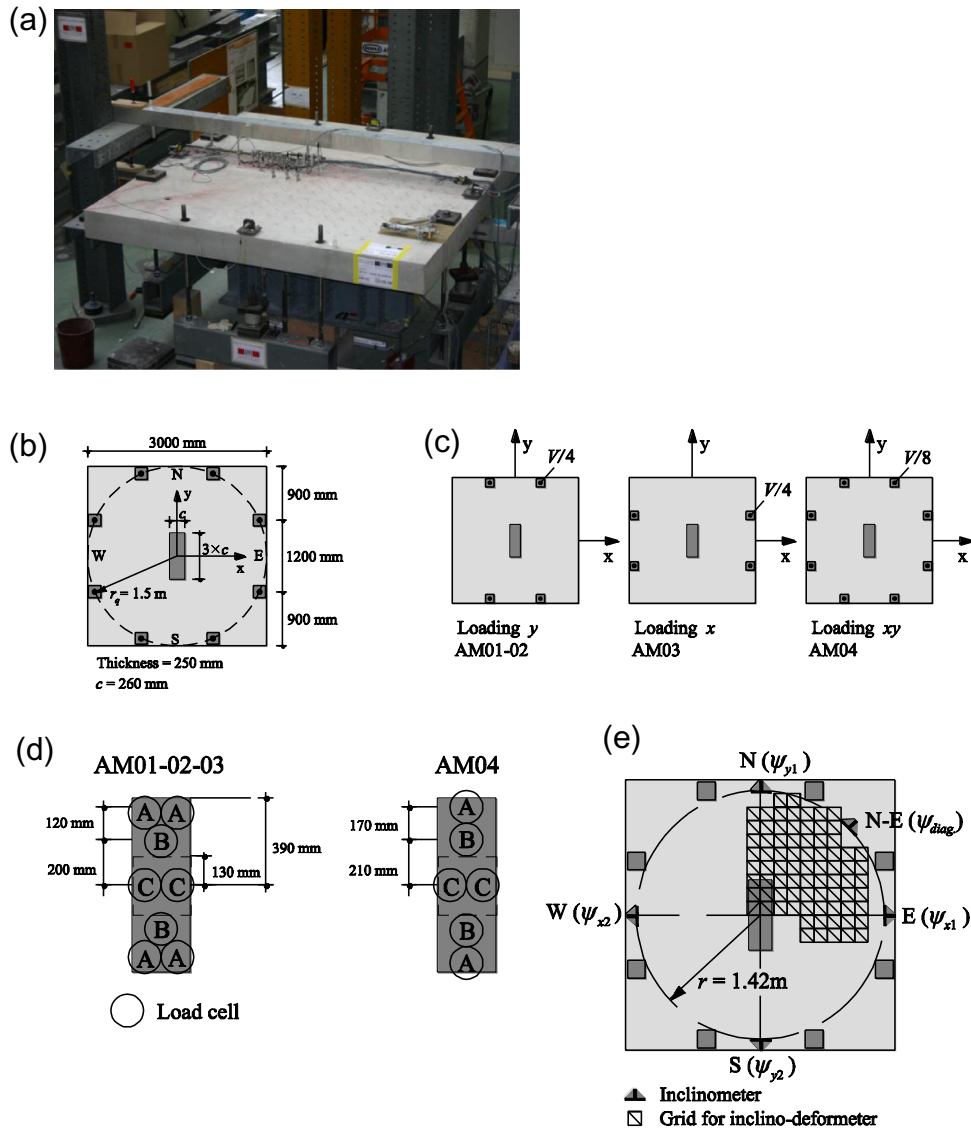 (a)
(b)
3000 mm
N
y
c
900 mm
W
3×c
x
E
1200 mm
r_q = 1.5 m
S
900 mm
Thickness = 250 mm
c = 260 mm
(c)
y
V/4
x
Loading y
AM01-02
y
V/4
x
Loading x
AM03
y
V/8
x
Loading xy
AM04
(d)
AM01-02-03
A A
B
C C
B
A A
120 mm
200 mm
390 mm
130 mm
AM04
A
B
C C
B
A
170 mm
210 mm
Load cell
(e)
N (ψ_y1)
N-E (ψ_diag.)
W (ψ_x2)
E (ψ_x1)
r = 1.42m
S (ψ_y2)
Inclinometer
Grid for inclino-deformeter